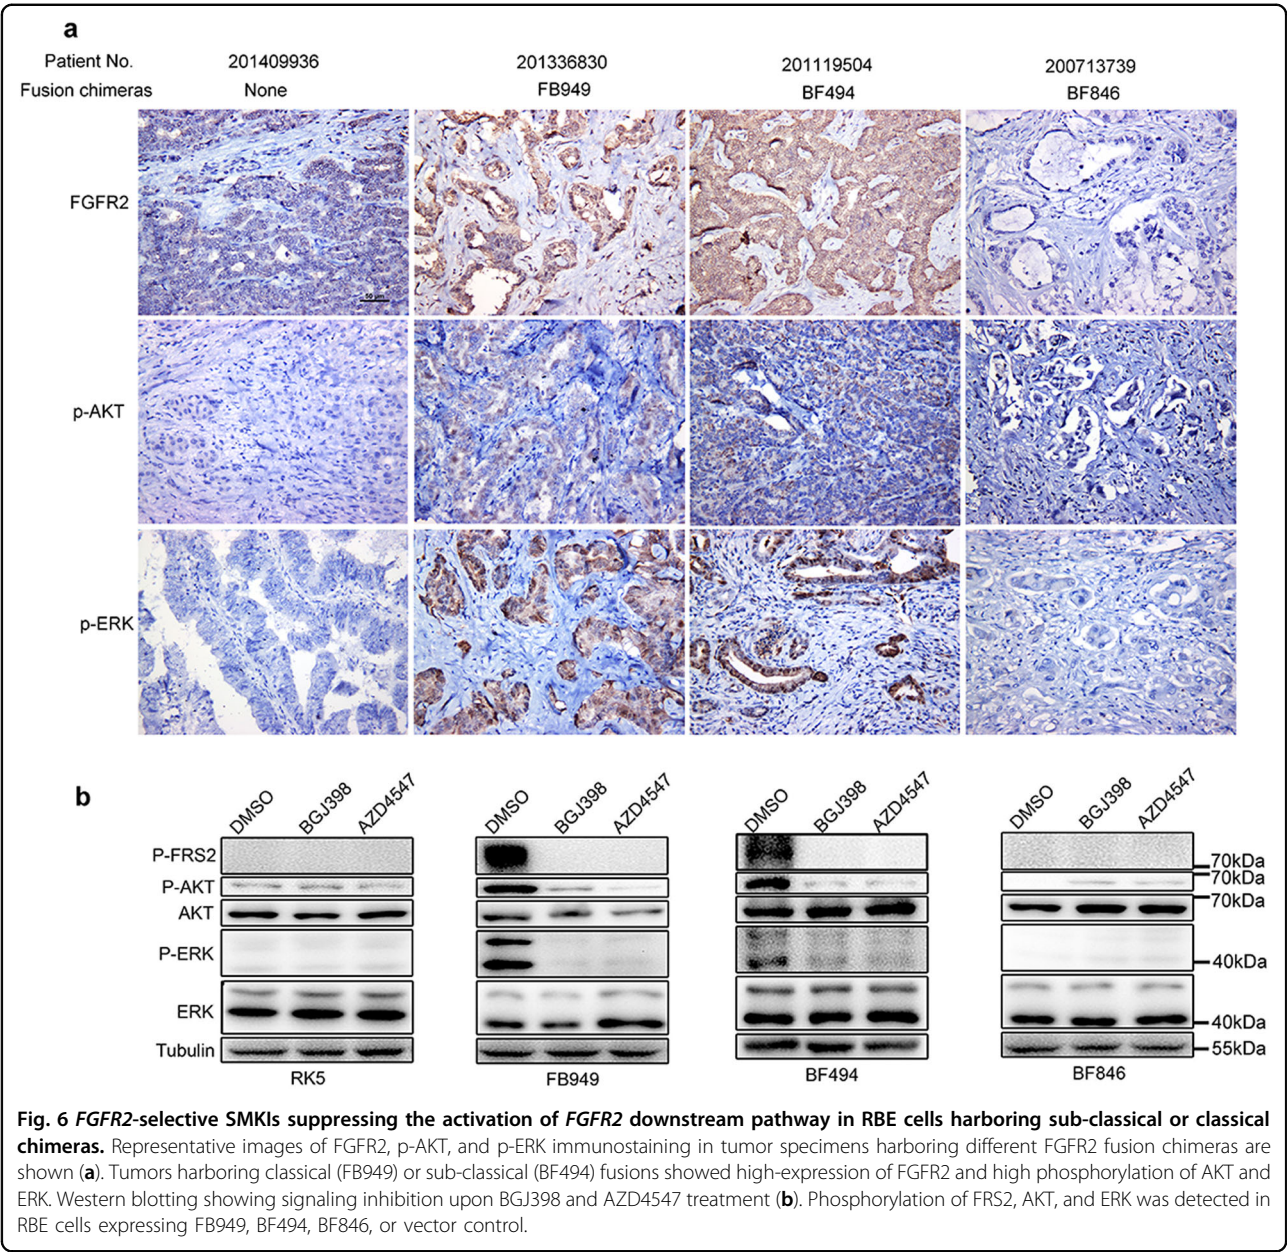 a
Patient No. 201409936 201336830 201119504 200713739
Fusion chimeras None FB949 BF494 BF846
FGFR2
50 μm
p-AKT
p-ERK
b
DMSO BGJ398 AZD4547 DMSO BGJ398 AZD4547 DMSO BGJ398 AZD4547 DMSO BGJ398 AZD4547
P-FRS2
70kDa
P-AKT 70kDa
70kDa
AKT
P-ERK
40kDa
ERK
40kDa
Tubulin 55kDa
RK5 FB949 BF494 BF846
Fig. 6 FGFR2-selective SMKIs suppressing the activation of FGFR2 downstream pathway in RBE cells harboring sub-classical or classical
chimeras. Representative images of FGFR2, p-AKT, and p-ERK immunostaining in tumor specimens harboring different FGFR2 fusion chimeras are
shown (a). Tumors harboring classical (FB949) or sub-classical (BF494) fusions showed high-expression of FGFR2 and high phosphorylation of AKT and
ERK. Western blotting showing signaling inhibition upon BGJ398 and AZD4547 treatment (b). Phosphorylation of FRS2, AKT, and ERK was detected in
RBE cells expressing FB949, BF494, BF846, or vector control.